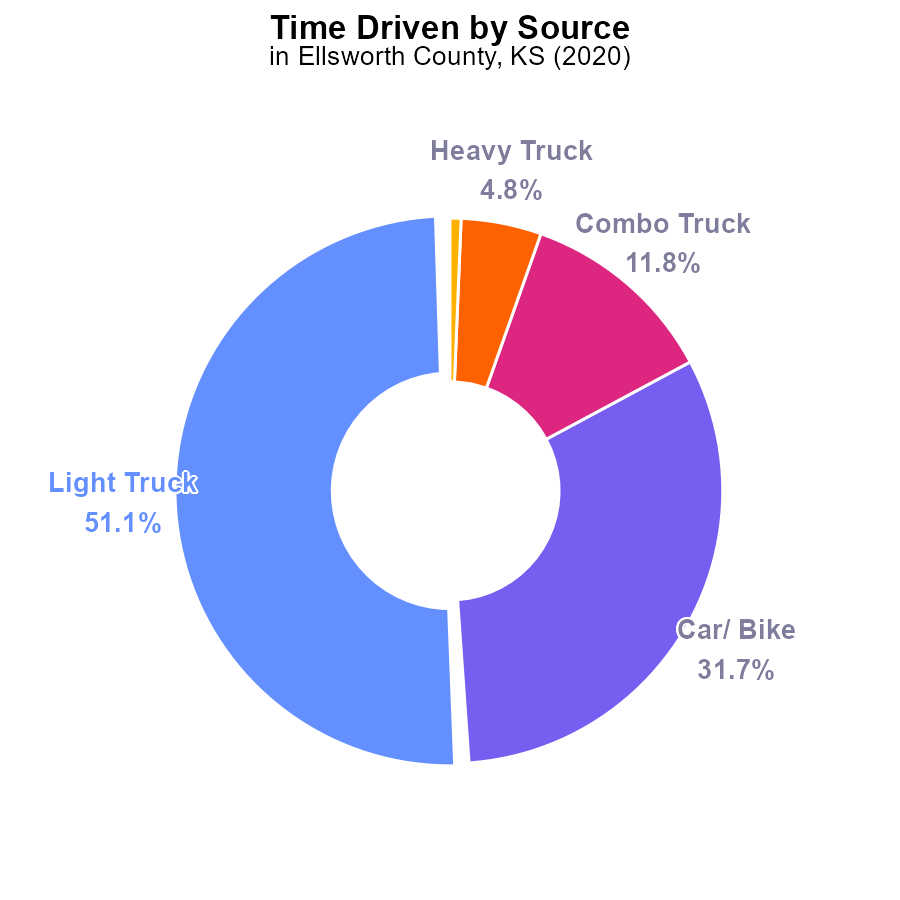 Time Driven by Source
in Ellsworth County, KS (2020)
Heavy Truck
4.8%
Combo Truck
11.8%
Light Truck
51.1%
Car/ Bike
31.7%